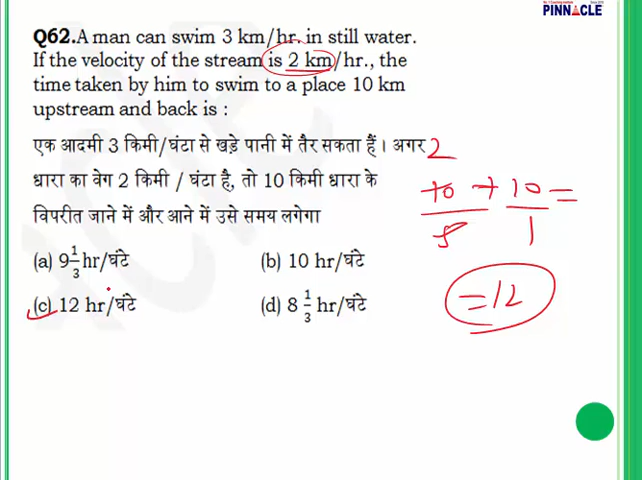 PINNACLE
Q62.A man can swim 3 km/hr. in still water.
If the velocity of the stream is 2 km/hr., the
time taken by him to swim to a place 10 km
upstream and back is :
एक आदमी 3 किमी/घंटा से खड़े पानी में तैर सकता हैं। अगर
धारा का वेग 2 किमी / घंटा है, तो 10 किमी धारा के
विपरीत जाने में और आने में उसे समय लगेगा
2
10/5 + 10/1 =
=12
(a) 9 1/3 hr/घंटे (b) 10 hr/घंटे
(c) 12 hr/घंटे (d) 8 1/3 hr/घंटे